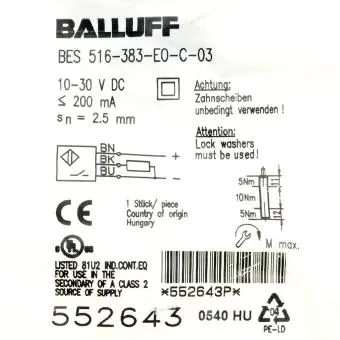 BALLUFF
BES 516-383-EO-C-03
10-30 V DC
≤ 200 mA
sn = 2.5 mm
Achtung:
Zahnscheiben
unbedingt verwenden !
Attention:
Lock washers
must be used!
BN
BK
BU
+
−
5Nm
10Nm
5Nm
11
12
M max.
CE
1 Stück/ piece
Country of origin
Hungary
UL
LISTED 81U2 IND.CONT.EQ
FOR USE IN THE
SECONDARY OF A CLASS 2
SOURCE OF SUPPLY
*552643P*
552643
0540 HU
04
PE-LD